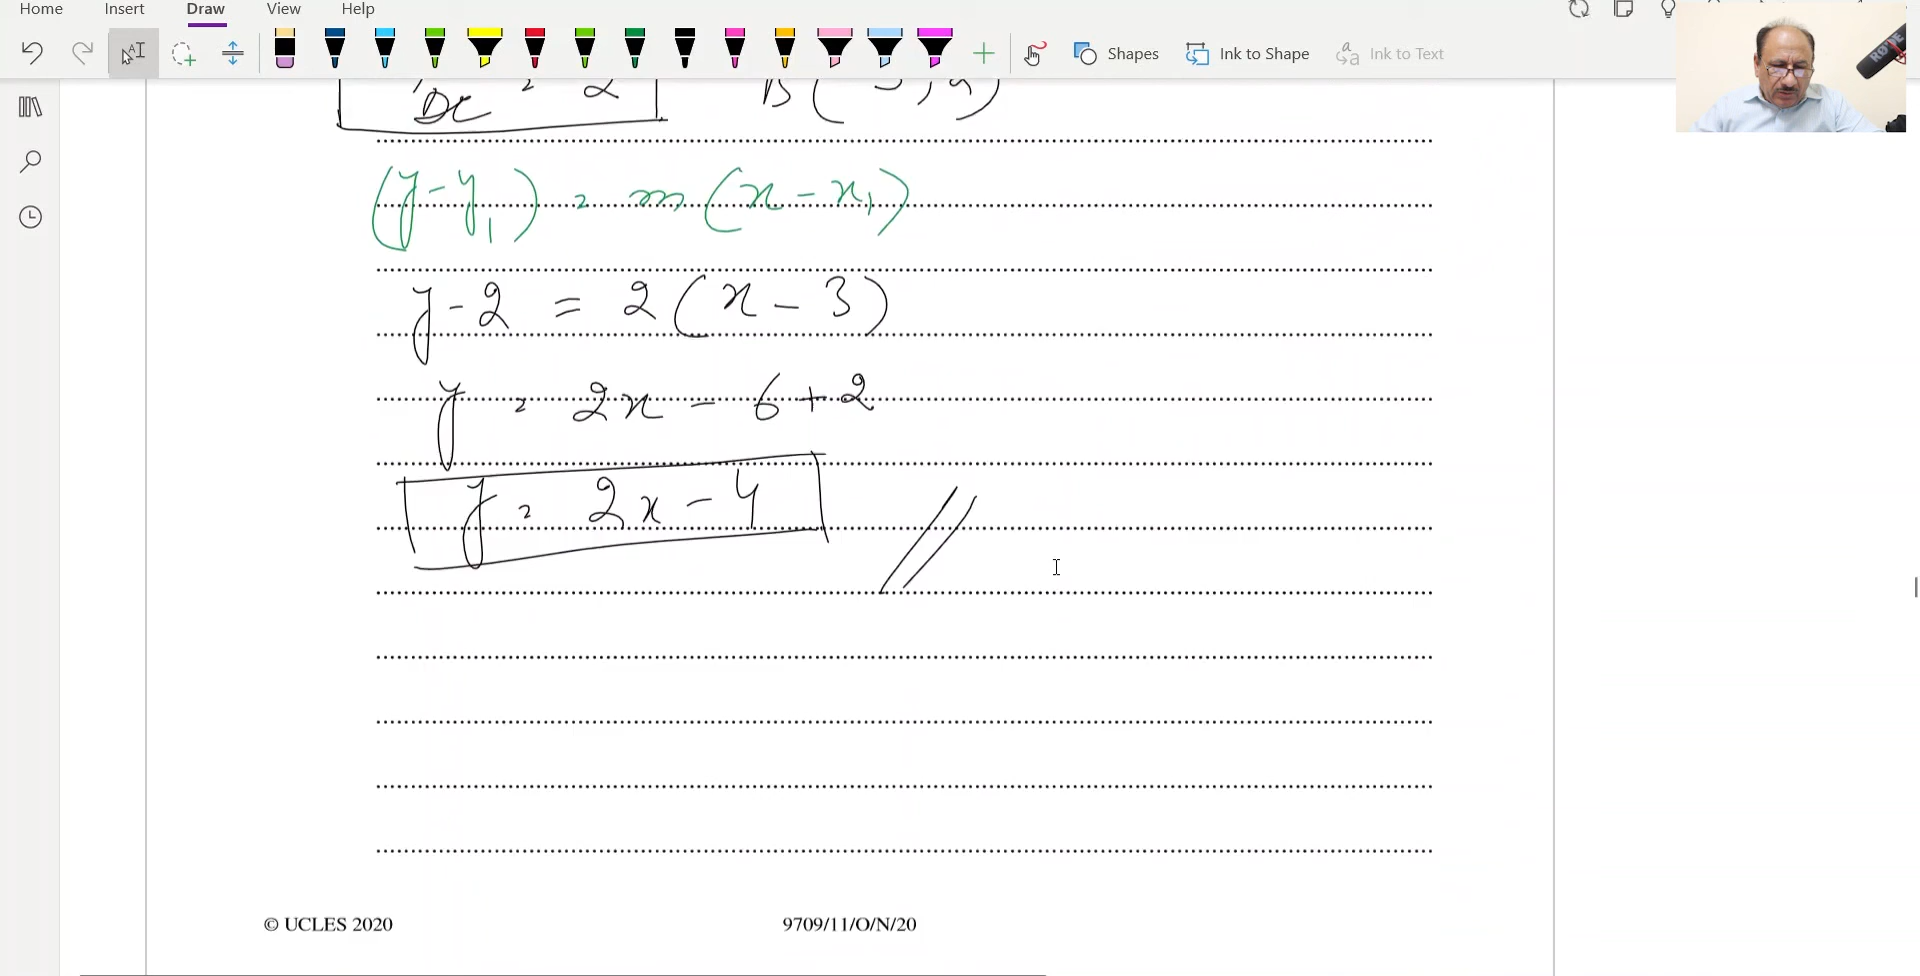 Home Insert Draw View Help
Shapes Ink to Shape Ink to Text
RØDE
(y-y₁) = m(x-x₁)
y-2 = 2(x-3)
y = 2x-6+2
y = 2x-4 //
© UCLES 2020 9709/11/O/N/20